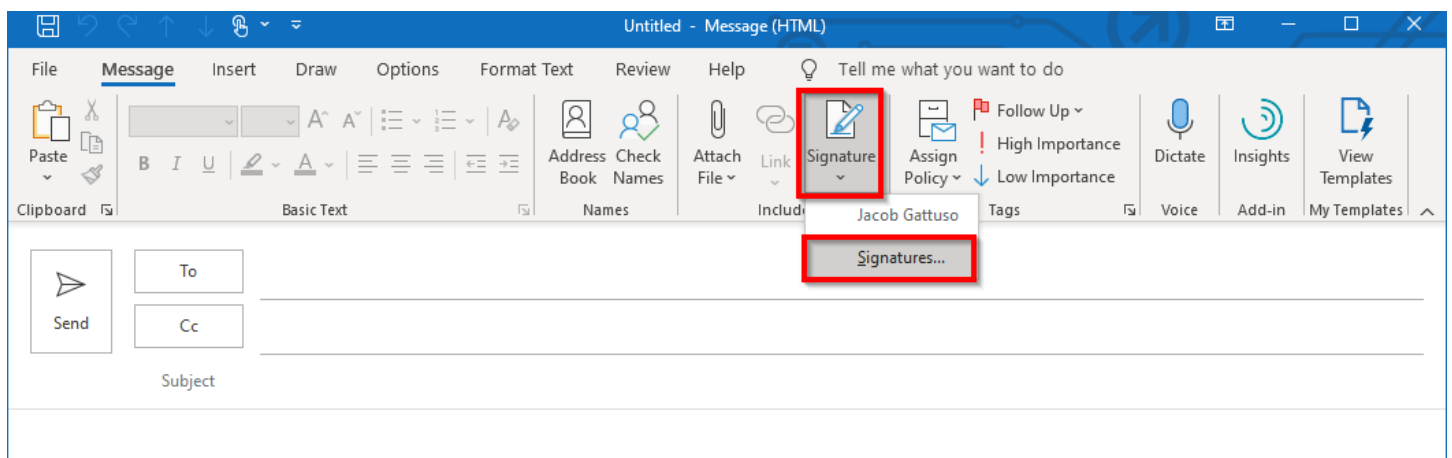 Untitled - Message (HTML)
File Message Insert Draw Options Format Text Review Help Tell me what you want to do
Paste
B I U A
Address Book
Check Names
Attach File
Link
Signature
Assign Policy
Follow Up
High Importance
Low Importance
Dictate
Insights
View Templates
Clipboard Basic Text Names Includ Tags Voice Add-in My Templates
Jacob Gattuso
Signatures...
Send
To
Cc
Subject